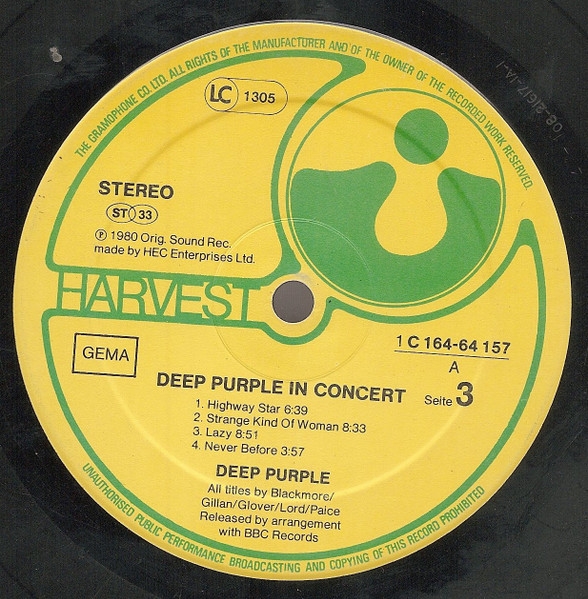 THE GRAMOPHONE CO. LTD. ALL RIGHTS OF THE MANUFACTURER AND OF THE OWNER OF THE RECORDED WORK RESERVED.
LC 1305
STEREO
ST 33
Ⓟ 1980 Orig. Sound Rec.
made by HEC Enterprises Ltd.
HARVEST
GEMA
1 C 164-64 157
A
Seite 3
DEEP PURPLE IN CONCERT
1. Highway Star 6:39
2. Strange Kind Of Woman 8:33
3. Lazy 8:51
4. Never Before 3:57
DEEP PURPLE
All titles by Blackmore/
Gillan/Glover/Lord/Paice
Released by arrangement
with BBC Records
UNAUTHORISED PUBLIC PERFORMANCE BROADCASTING AND COPYING OF THIS RECORD PROHIBITED